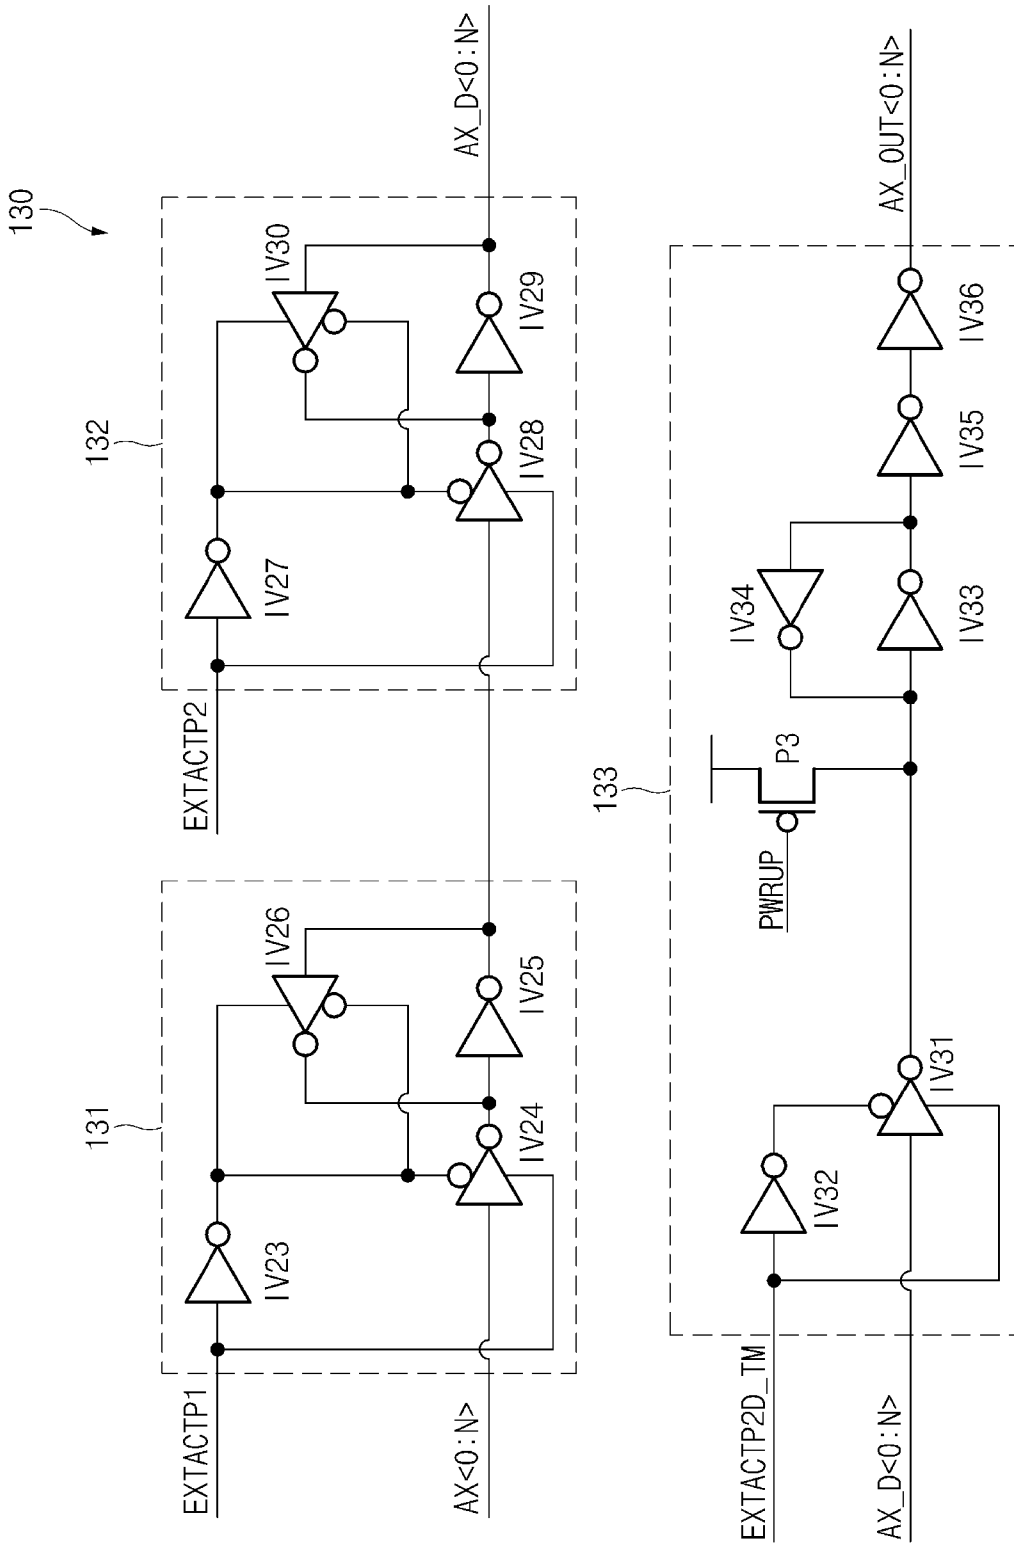 130
131
EXTACTP1
AX<0:N>
IV23
IV24
IV25
IV26
132
EXTACTP2
IV27
IV28
IV29
IV30
AX_D<0:N>
133
EXTACTP2D_TM
AX_D<0:N>
IV32
IV31
PWRUP
P3
IV34
IV33
IV35
IV36
AX_OUT<0:N>